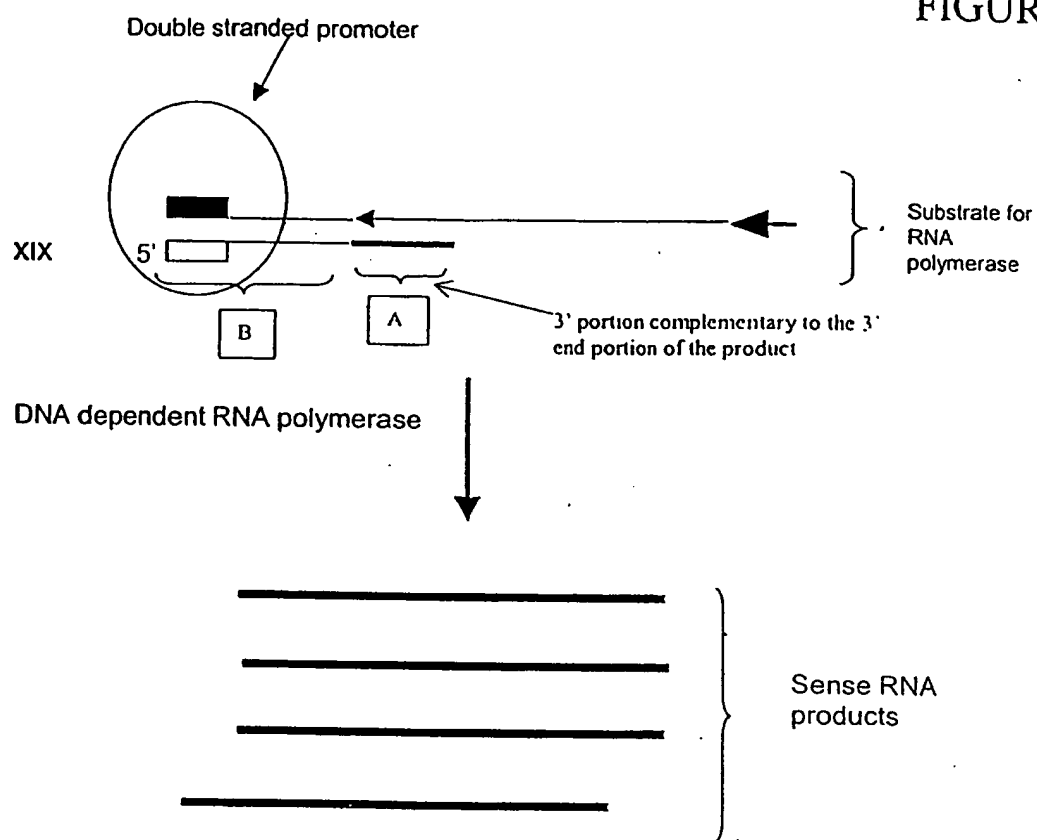 FIGUR
Double stranded promoter
Substrate for
RNA
polymerase
XIX
5'
B
A
3' portion complementary to the 3'
end portion of the product
DNA dependent RNA polymerase
Sense RNA
products